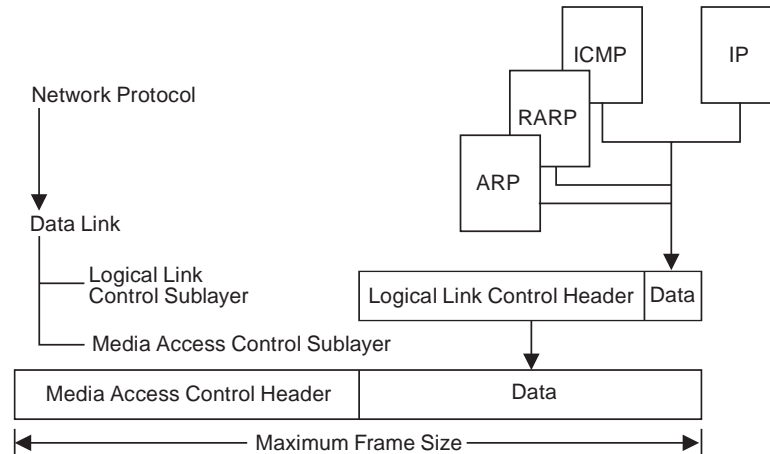 ICMP
IP
Network Protocol
RARP
ARP
Data Link
Logical Link
Control Sublayer
Logical Link Control Header
Data
Media Access Control Sublayer
Media Access Control Header
Data
Maximum Frame Size